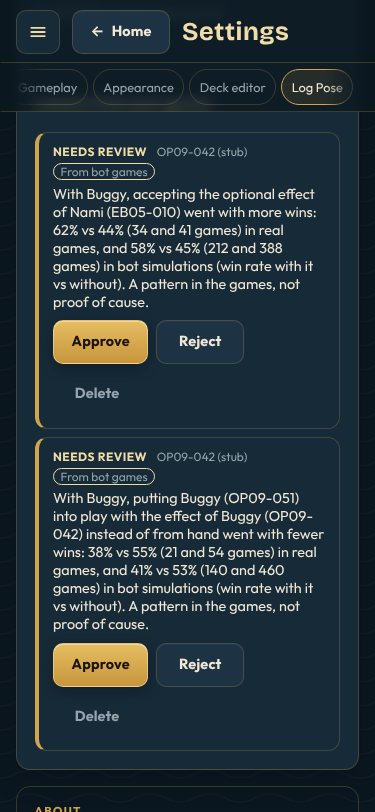 Home
Settings
Gameplay
Appearance
Deck editor
Log Pose
NEEDS REVIEW OP09-042 (stub)
From bot games
With Buggy, accepting the optional effect
of Nami (EB05-010) went with more wins:
62% vs 44% (34 and 41 games) in real
games, and 58% vs 45% (212 and 388
games) in bot simulations (win rate with it
vs without). A pattern in the games, not
proof of cause.
Approve
Reject
Delete
NEEDS REVIEW OP09-042 (stub)
From bot games
With Buggy, putting Buggy (OP09-051)
into play with the effect of Buggy (OP09-
042) instead of from hand went with fewer
wins: 38% vs 55% (21 and 54 games) in real
games, and 41% vs 53% (140 and 460
games) in bot simulations (win rate with it
vs without). A pattern in the games, not
proof of cause.
Approve
Reject
Delete
ABOUT